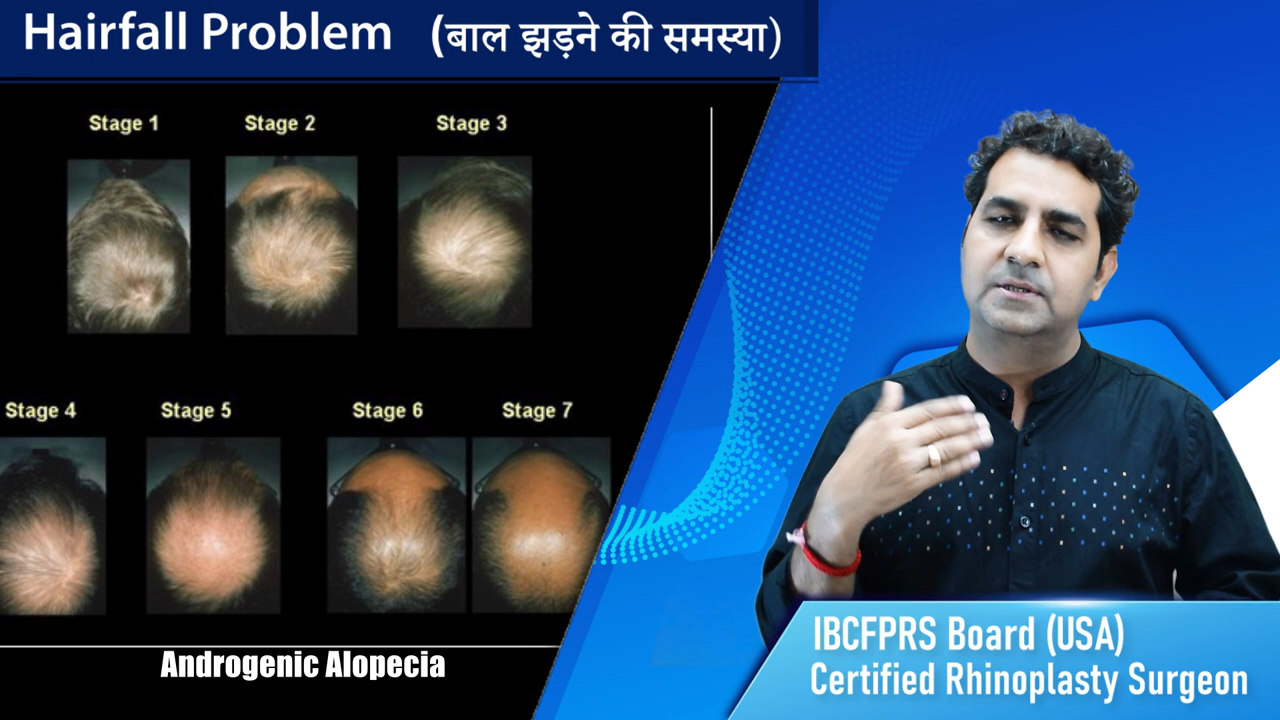 Hairfall Problem (बाल झड़ने की समस्या)
Stage 1 Stage 2 Stage 3
Stage 4 Stage 5 Stage 6 Stage 7
Androgenic Alopecia
IBCFPRS Board (USA)
Certified Rhinoplasty Surgeon